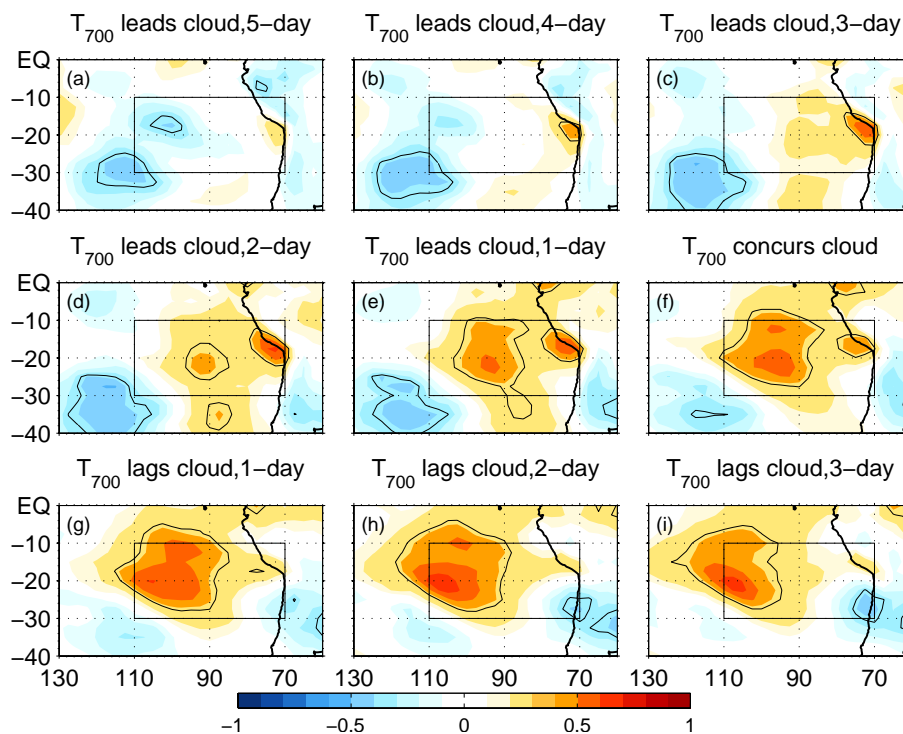 T700 leads cloud,5−day
T700 leads cloud,4−day
T700 leads cloud,3−day
EQ
−10
−20
−30
−40
(a)
(b)
(c)
T700 leads cloud,2−day
T700 leads cloud,1−day
T700 concurs cloud
EQ
−10
−20
−30
−40
(d)
(e)
(f)
T700 lags cloud,1−day
T700 lags cloud,2−day
T700 lags cloud,3−day
EQ
−10
−20
−30
−40
(g)
(h)
(i)
130 110 90 70
130 110 90 70
130 110 90 70
−1 −0.5 0 0.5 1